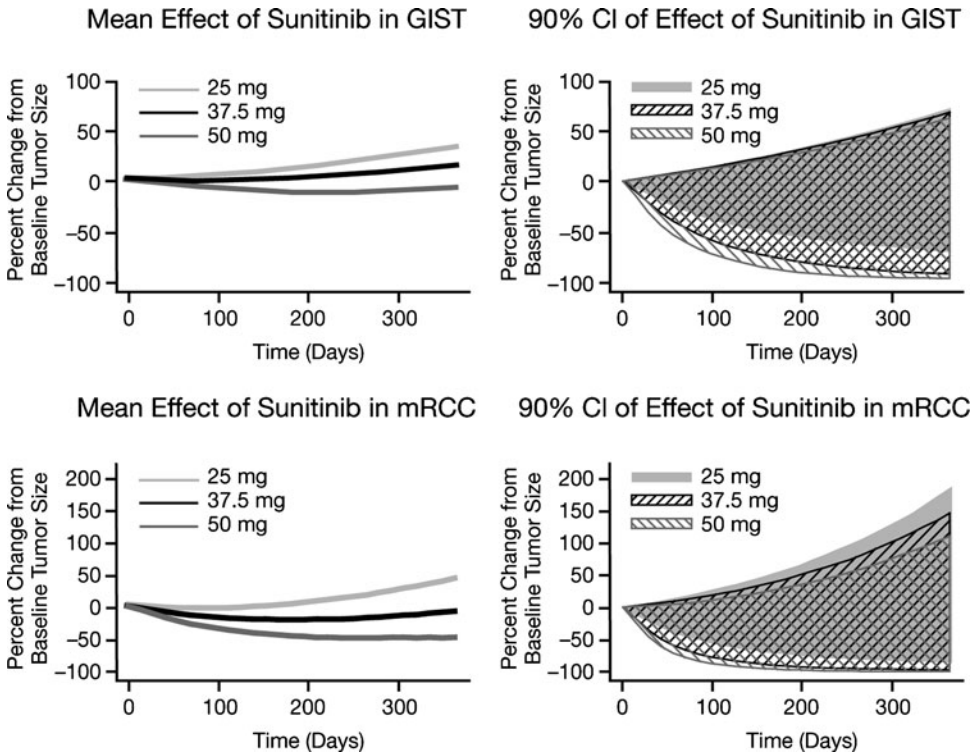 Mean Effect of Sunitinib in GIST
Percent Change from
Baseline Tumor Size
100
50
0
−50
−100
25 mg
37.5 mg
50 mg
0 100 200 300
Time (Days)
90% CI of Effect of Sunitinib in GIST
Percent Change from
Baseline Tumor Size
100
50
0
−50
−100
25 mg
37.5 mg
50 mg
0 100 200 300
Time (Days)
Mean Effect of Sunitinib in mRCC
Percent Change from
Baseline Tumor Size
200
150
100
50
0
−50
−100
25 mg
37.5 mg
50 mg
0 100 200 300
Time (Days)
90% CI of Effect of Sunitinib in mRCC
Percent Change from
Baseline Tumor Size
200
150
100
50
0
−50
−100
25 mg
37.5 mg
50 mg
0 100 200 300
Time (Days)